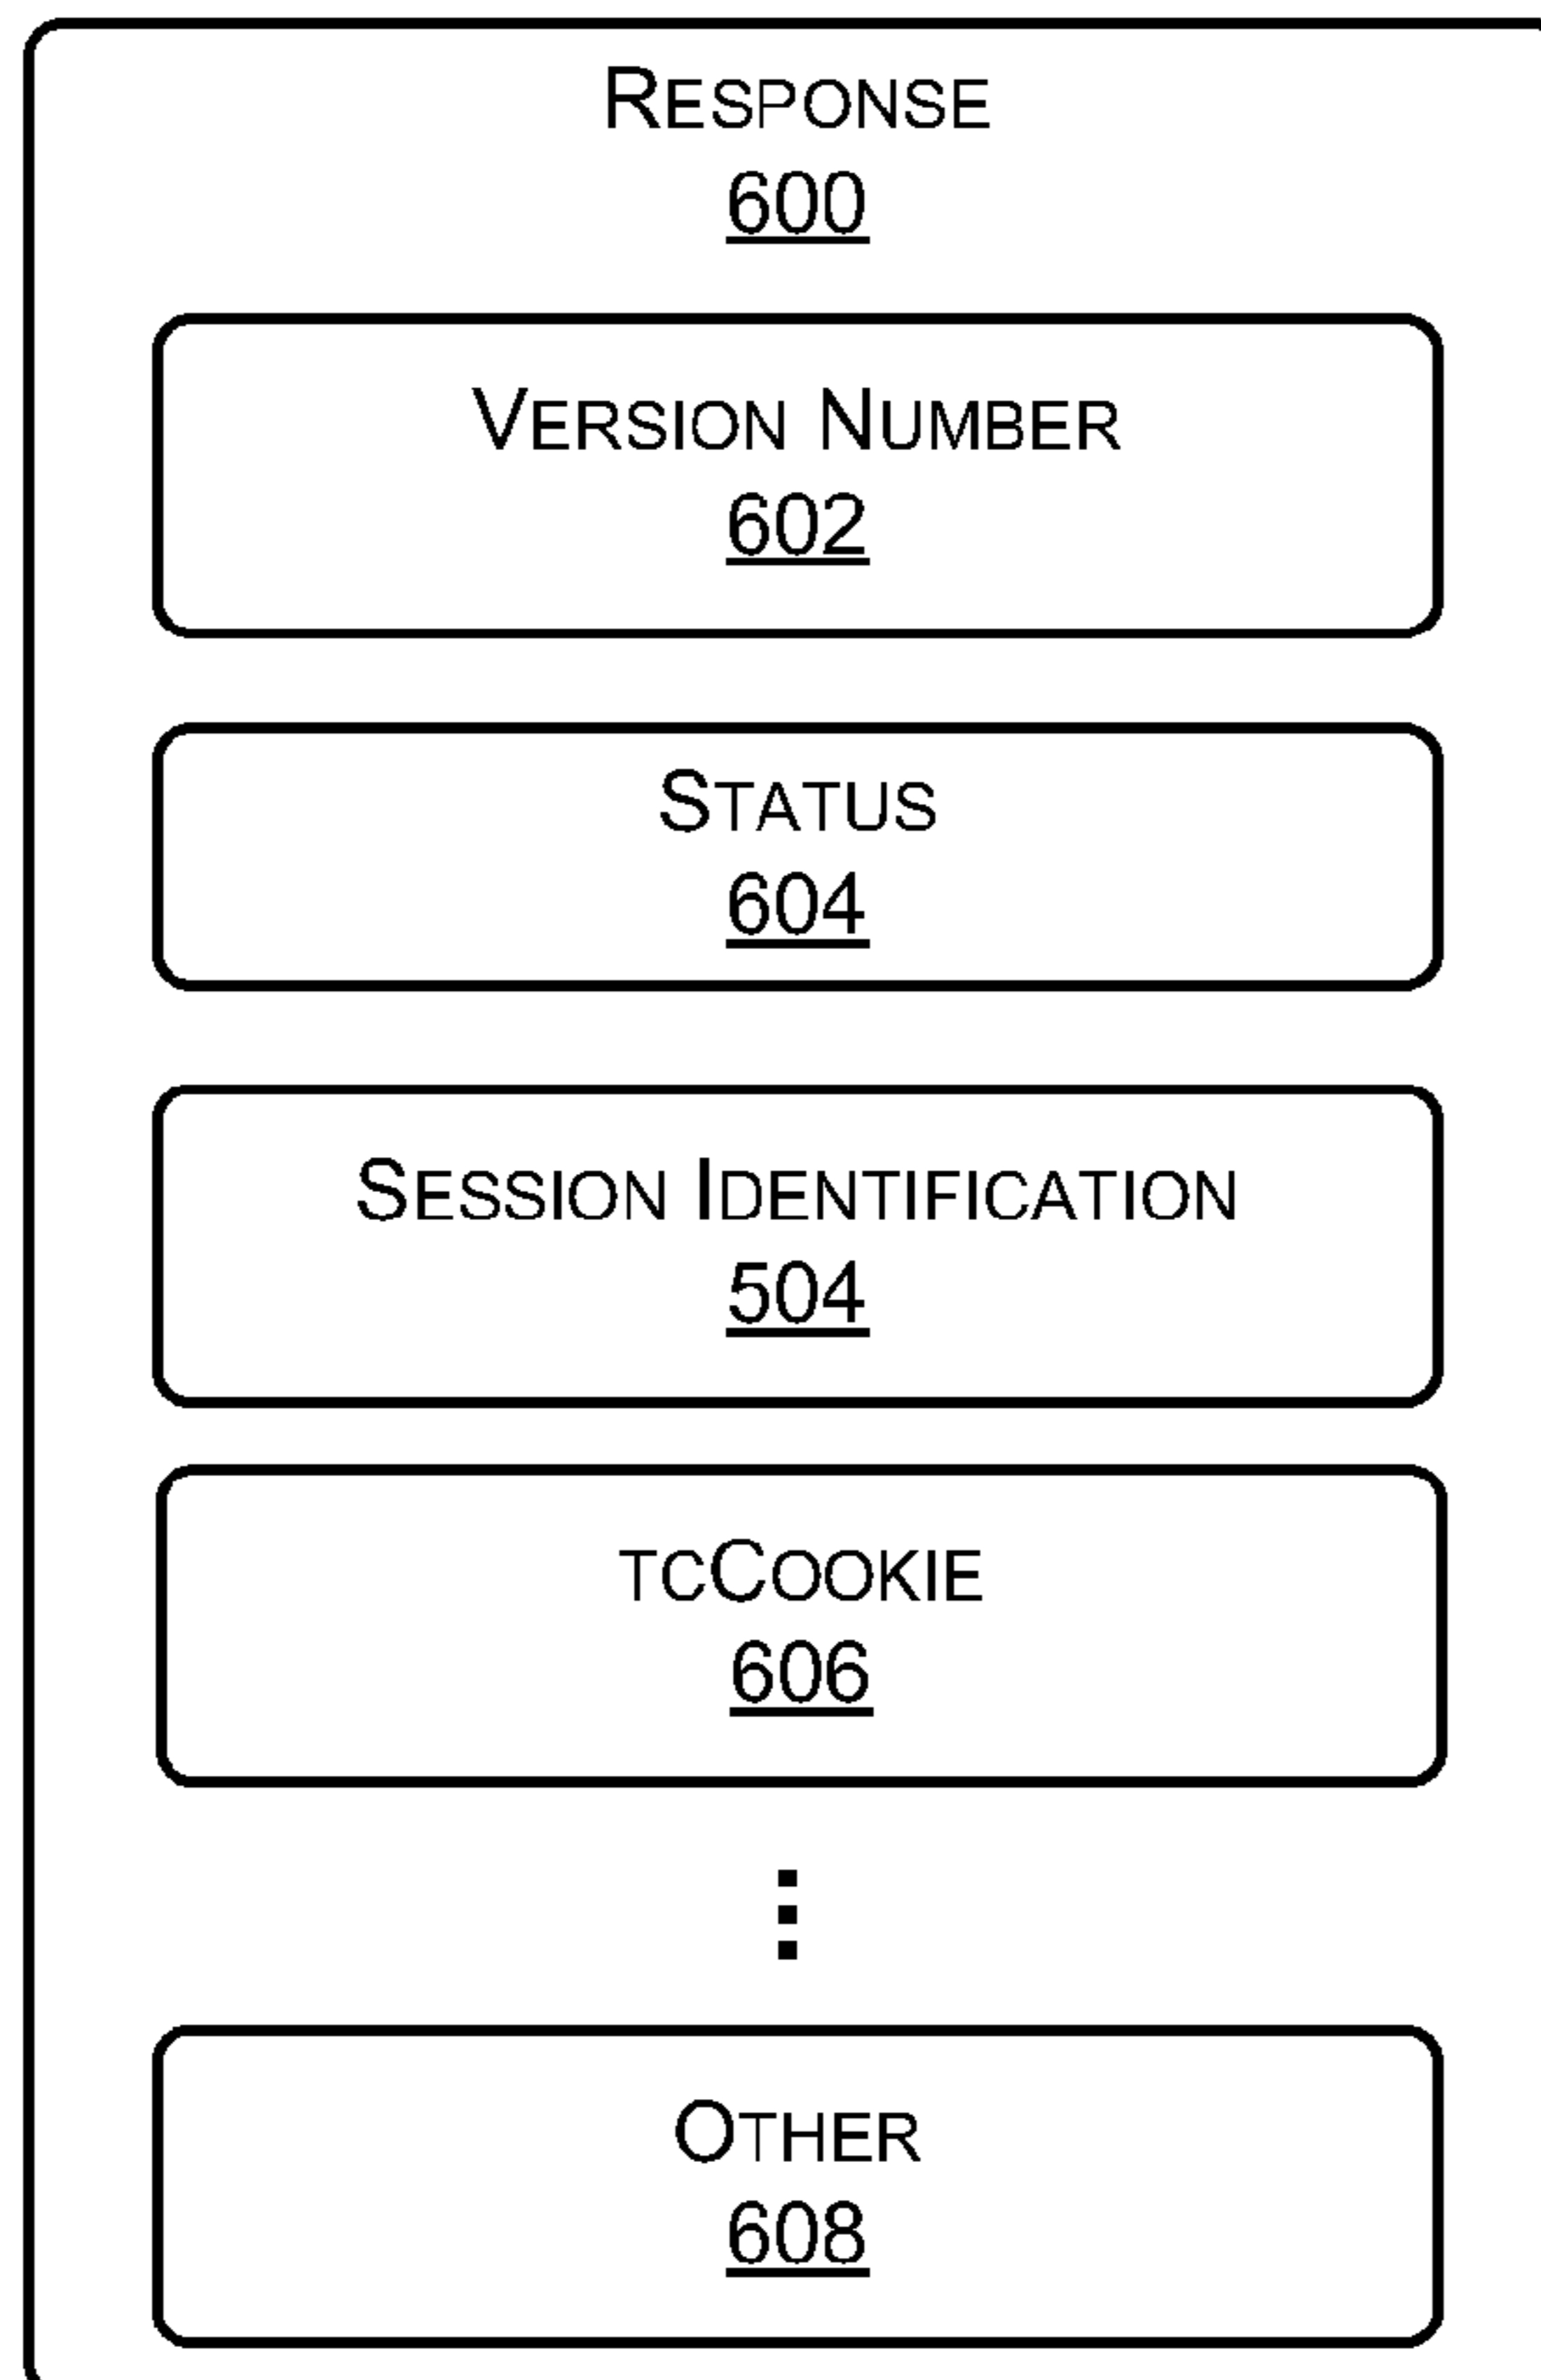 RESPONSE
600
VERSION NUMBER
602
STATUS
604
SESSION IDENTIFICATION
504
TCCOOKIE
606
OTHER
608